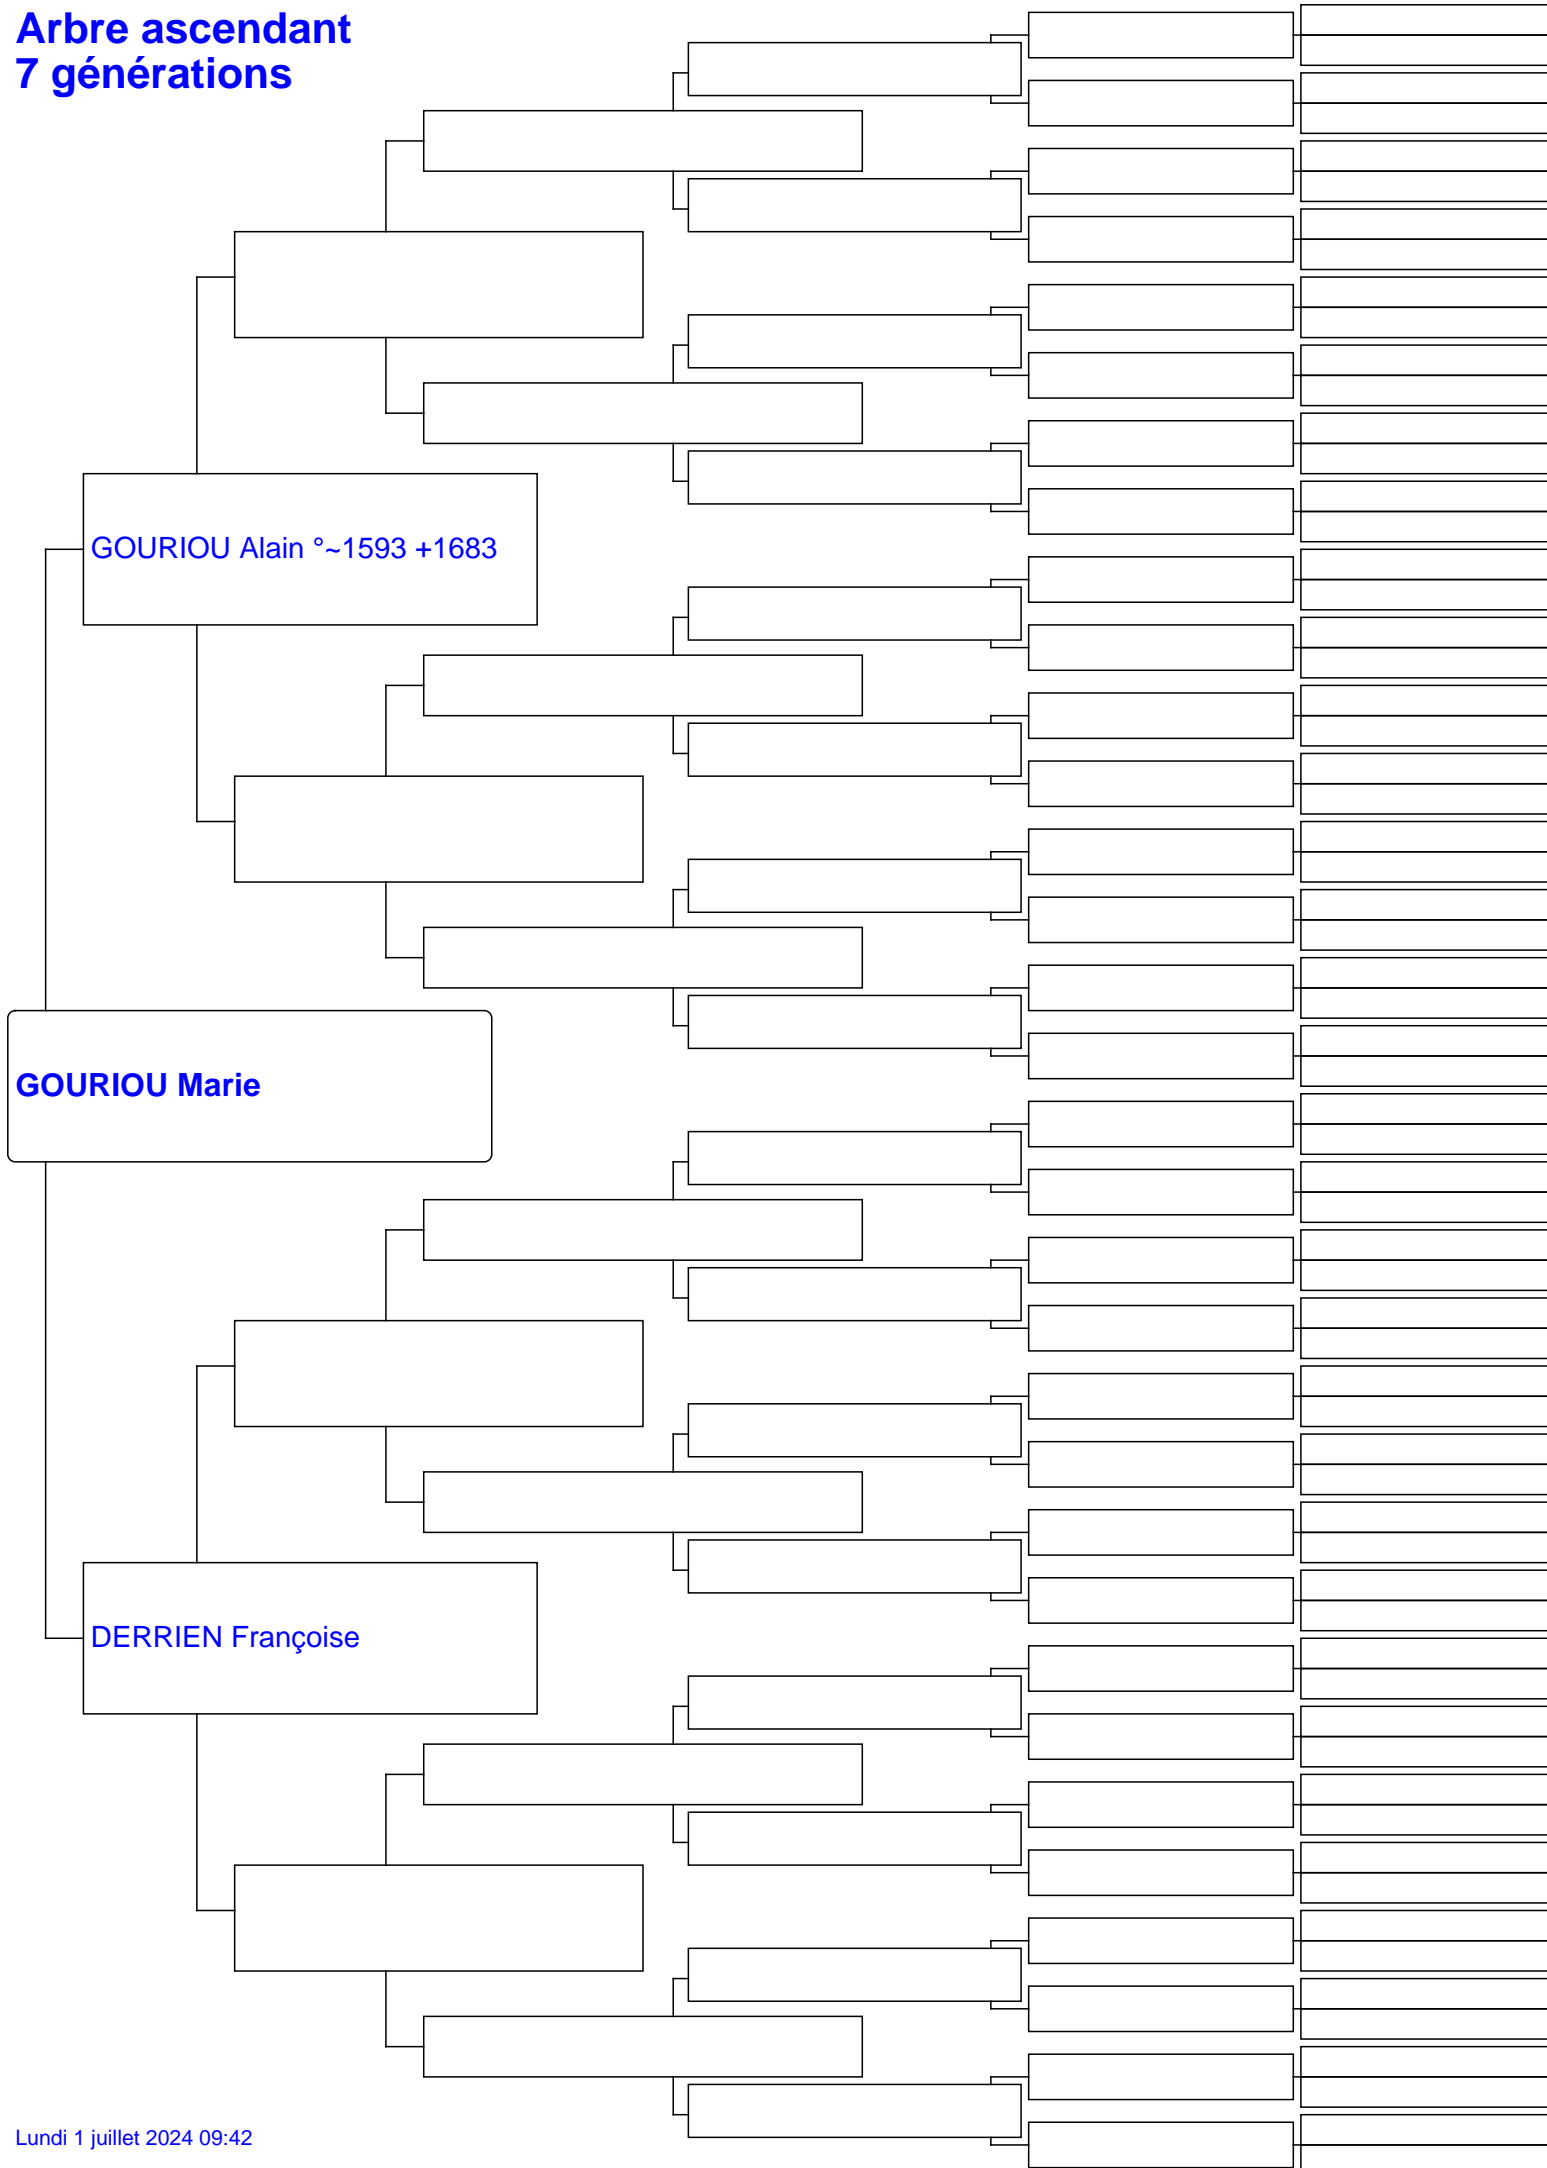 Arbre ascendant
7 générations
GOURIOU Alain °~1593 +1683
GOURIOU Marie
DERRIEN Françoise
Lundi 1 juillet 2024 09:42